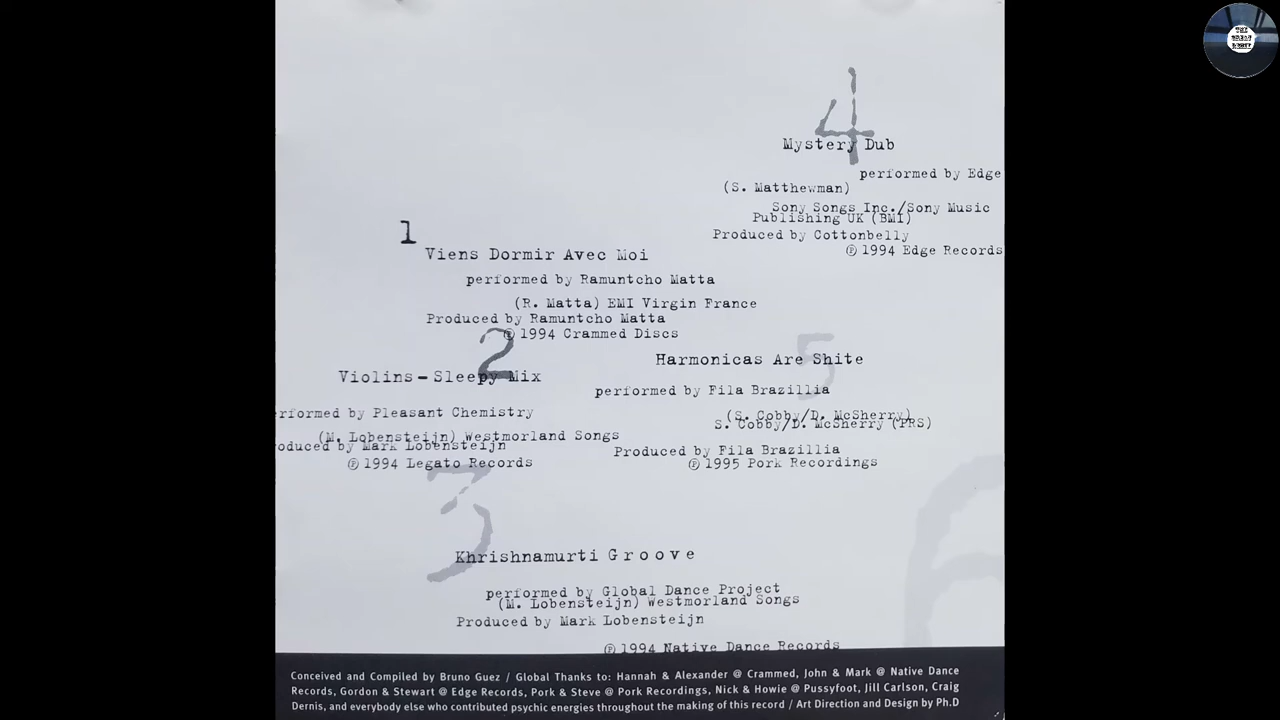 1
Viens Dormir Avec Moi
performed by Ramuntcho Matta
(R. Matta) EMI Virgin France
Produced by Ramuntcho Matta
℗ 1994 Crammed Discs
2
Violins-Sleepy Mix
erformed by Pleasant Chemistry
(M. Lobensteijn) Westmorland Songs
oduced by Mark Lobensteijn
℗ 1994 Legato Records
3
Khrishnamurti Groove
performed by Global Dance Project
(M. Lobensteijn) Westmorland Songs
Produced by Mark Lobensteijn
℗ 1994 Native Dance Records
4
Mystery Dub
performed by Edge
(S. Matthewman)
Sony Songs Inc./Sony Music
Publishing UK (BMI)
Produced by Cottonbelly
℗ 1994 Edge Records
5
Harmonicas Are Shite
performed by Fila Brazillia
(S. Cobby/D. McSherry)
S. Cobby/D. McSherry (PRS)
Produced by Fila Brazillia
℗ 1995 Pork Recordings
6
Conceived and Compiled by Bruno Guez / Global Thanks to: Hannah & Alexander @ Crammed, John & Mark @ Native Dance
Records, Gordon & Stewart @ Edge Records, Pork & Steve @ Pork Recordings, Nick & Howie @ Pussyfoot, Jill Carlson, Craig
Dernis, and everybody else who contributed psychic energies throughout the making of this record / Art Direction and Design by Ph.D